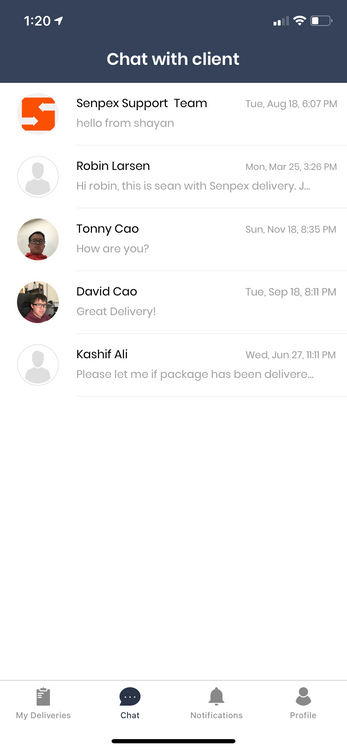 1:20
Chat with client
Senpex Support  Team
Tue, Aug 18, 6:07 PM
hello from shayan
Robin Larsen
Mon, Mar 25, 3:26 PM
Hi robin, this is sean with Senpex delivery. J...
Tonny Cao
Sun, Nov 18, 8:35 PM
How are you?
David Cao
Tue, Sep 18, 8:11 PM
Great Delivery!
Kashif Ali
Wed, Jun 27, 11:11 PM
Please let me if package has been delivere...
My Deliveries
Chat
Notifications
Profile